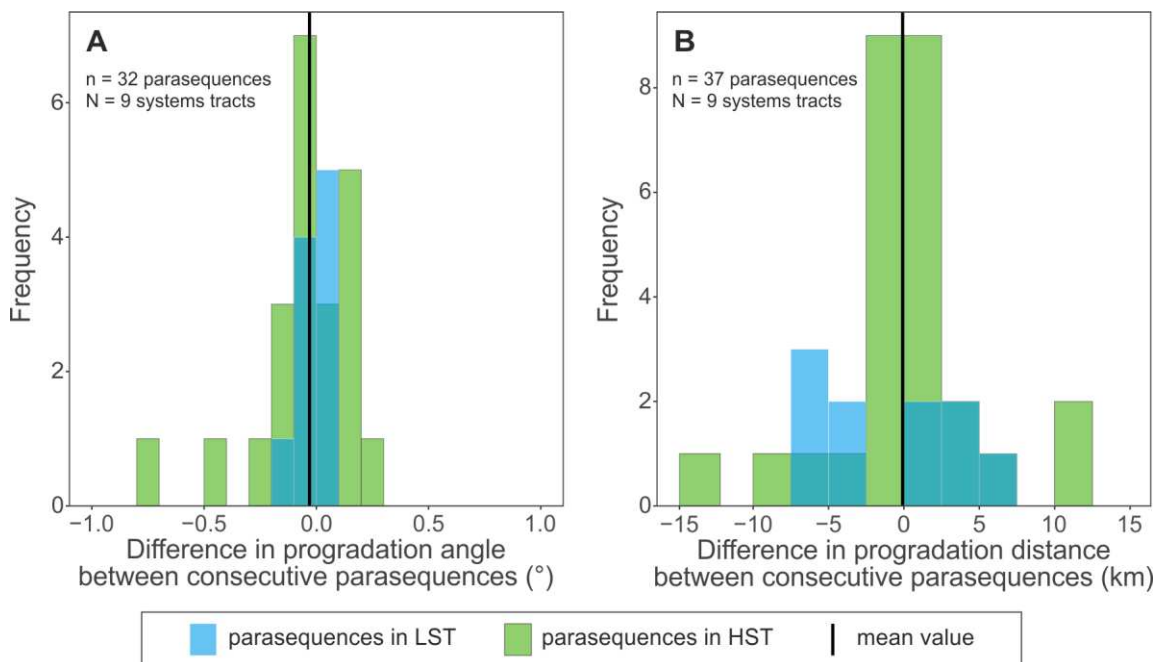 A
n = 32 parasequences
N = 9 systems tracts
Frequency
6
4
2
0
−1.0 −0.5 0.0 0.5 1.0
Difference in progradation angle
between consecutive parasequences (°)
B
n = 37 parasequences
N = 9 systems tracts
Frequency
8
6
4
2
0
−15 −10 −5 0 5 10 15
Difference in progradation distance
between consecutive parasequences (km)
parasequences in LST parasequences in HST mean value